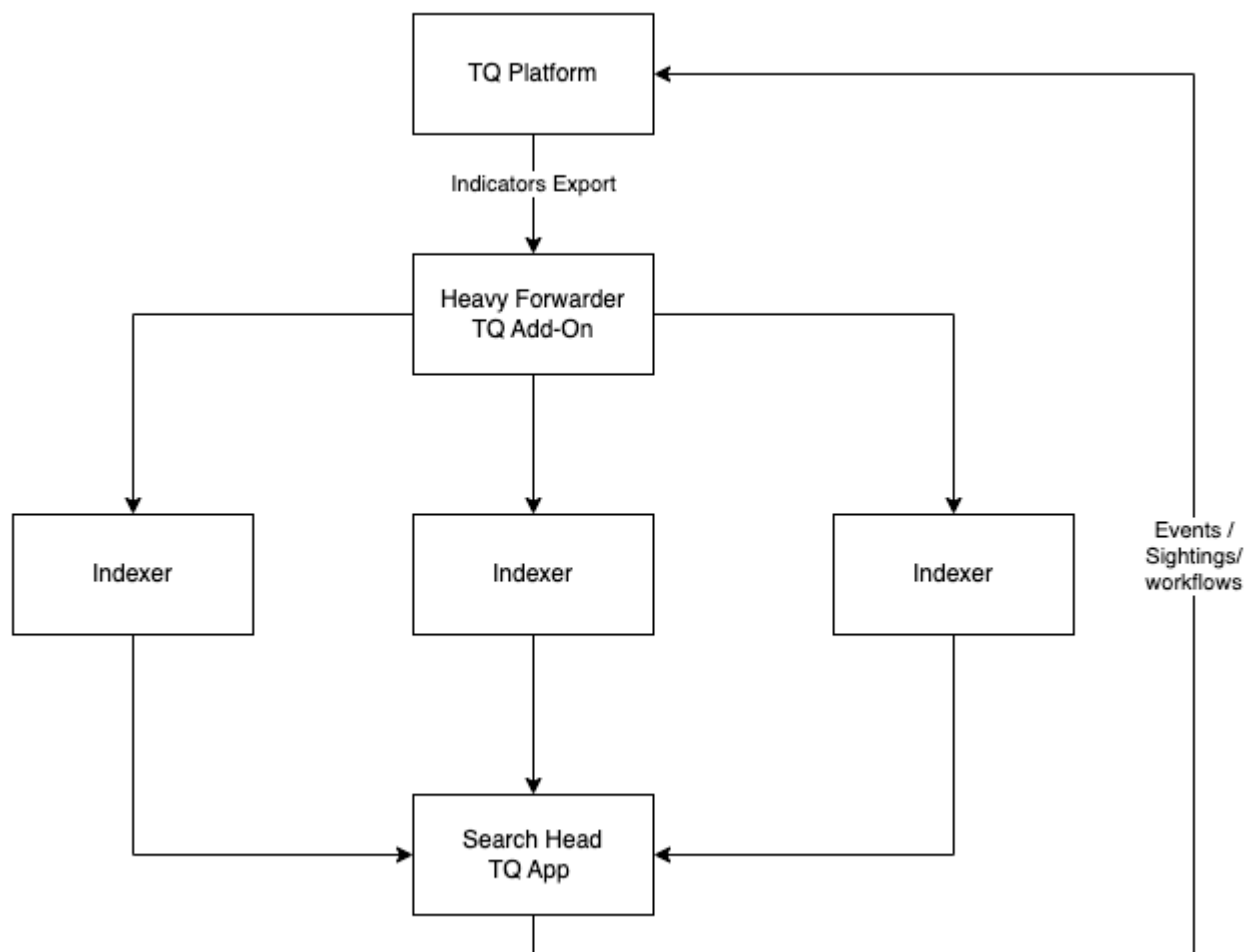 TQ Platform
Indicators Export
Heavy Forwarder
TQ Add-On
Indexer
Indexer
Indexer
Events /
Sightings/
workflows
Search Head
TQ App